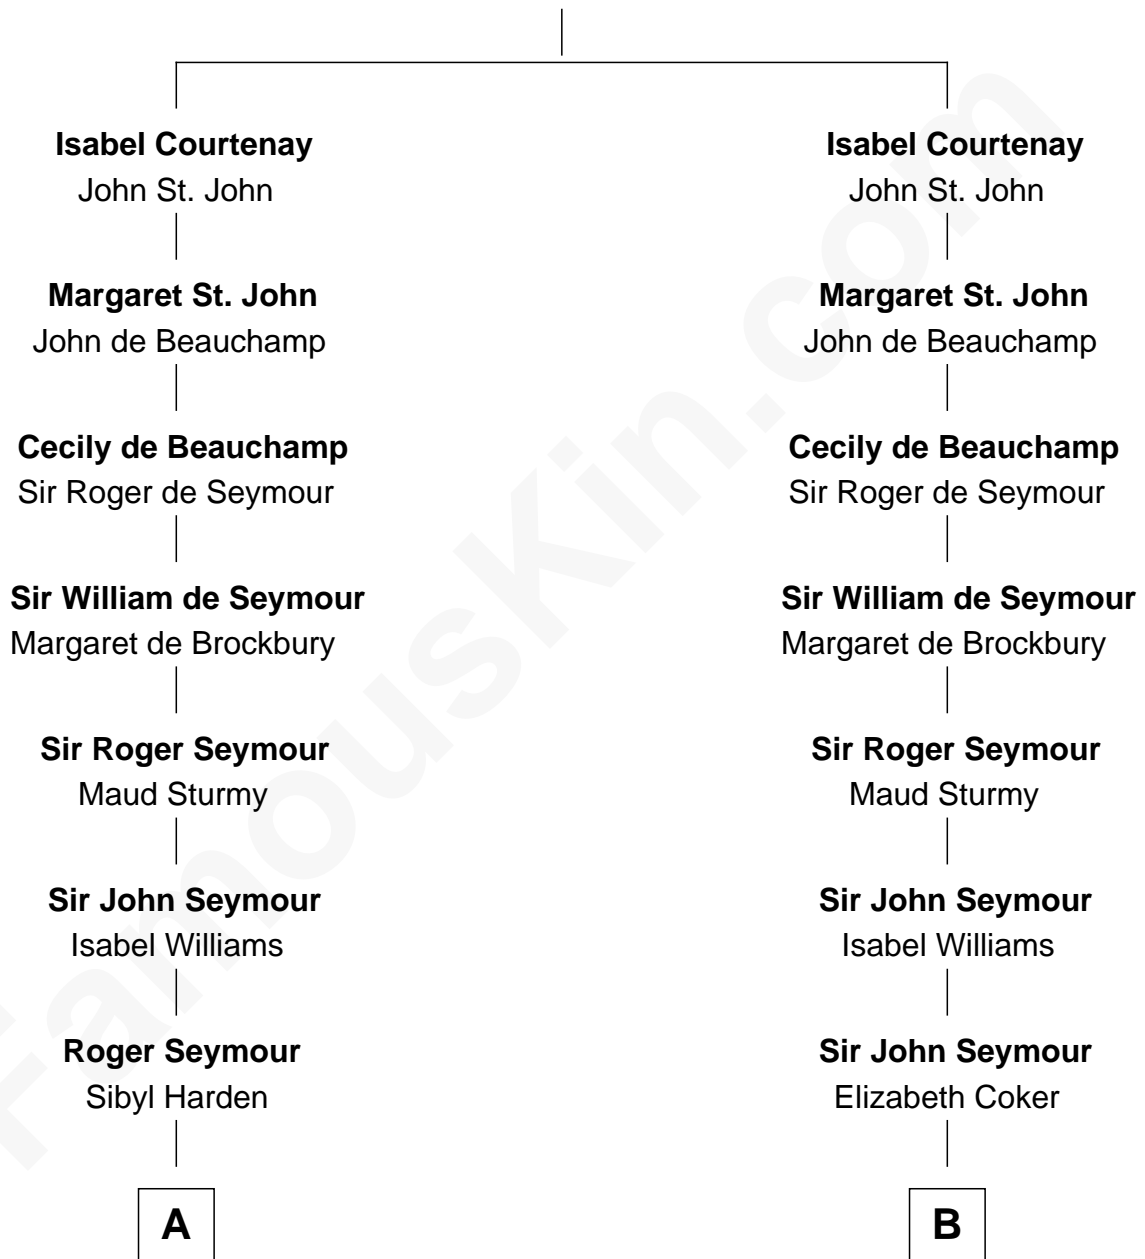 Isabel Courtenay
John St. John
Isabel Courtenay
John St. John
Margaret St. John
John de Beauchamp
Margaret St. John
John de Beauchamp
Cecily de Beauchamp
Sir Roger de Seymour
Cecily de Beauchamp
Sir Roger de Seymour
Sir William de Seymour
Margaret de Brockbury
Sir William de Seymour
Margaret de Brockbury
Sir Roger Seymour
Maud Sturmy
Sir Roger Seymour
Maud Sturmy
Sir John Seymour
Isabel Williams
Sir John Seymour
Isabel Williams
Roger Seymour
Sibyl Harden
Sir John Seymour
Elizabeth Coker
A
B
FamousKin.com